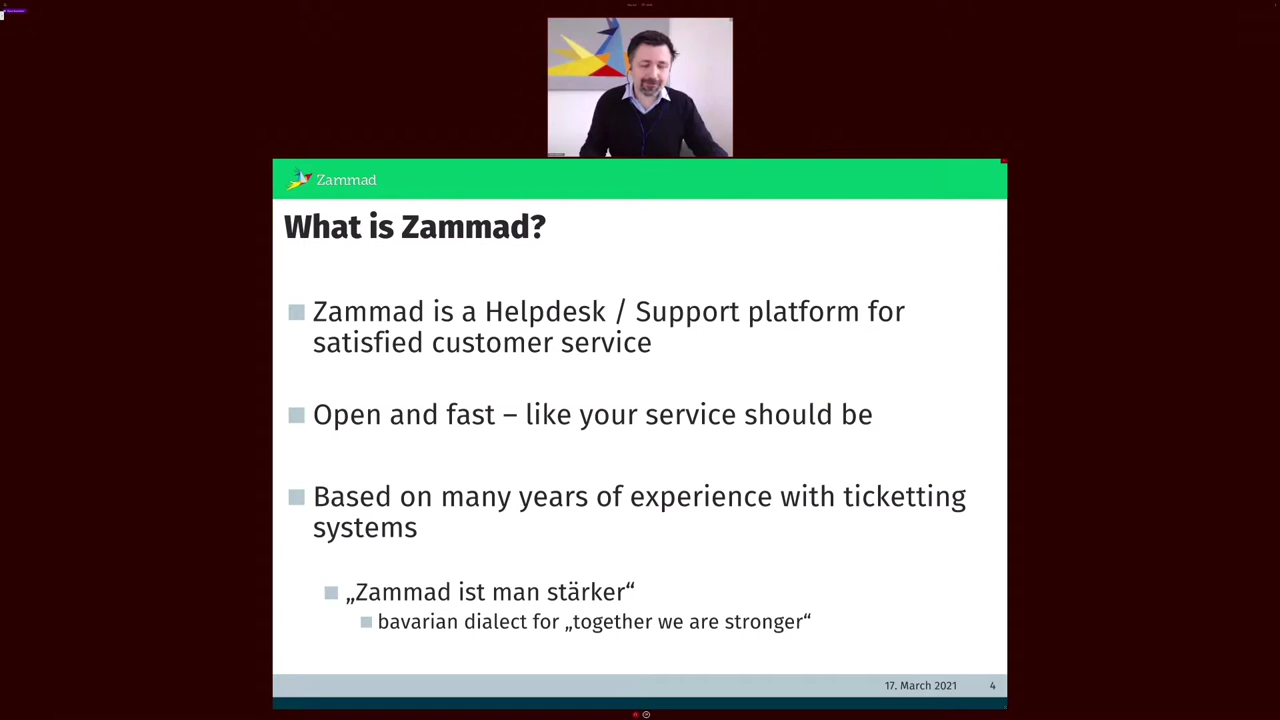 Zammad
What is Zammad?
Zammad is a Helpdesk / Support platform for
satisfied customer service
Open and fast – like your service should be
Based on many years of experience with ticketting
systems
„Zammad ist man stärker“
bavarian dialect for „together we are stronger“
17. March 2021 4